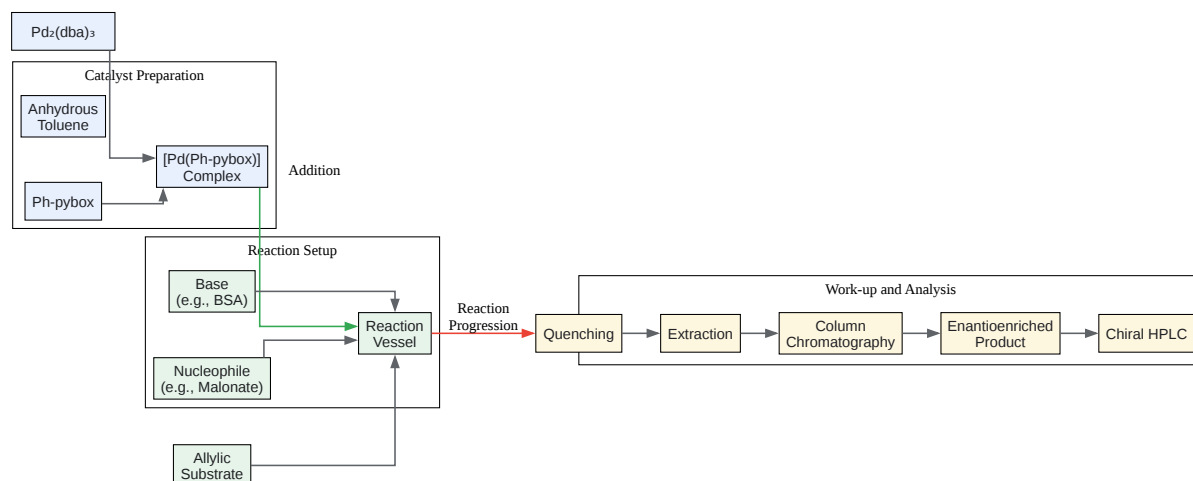 Pd₂(dba)₃
Catalyst Preparation
Anhydrous
Toluene
[Pd(Ph-pybox)]
Complex
Addition
Ph-pybox
Reaction Setup
Base
(e.g., BSA)
Reaction
Vessel
Nucleophile
(e.g., Malonate)
Allylic
Substrate
Reaction
Progression
Work-up and Analysis
Quenching
Extraction
Column
Chromatography
Enantioenriched
Product
Chiral HPLC